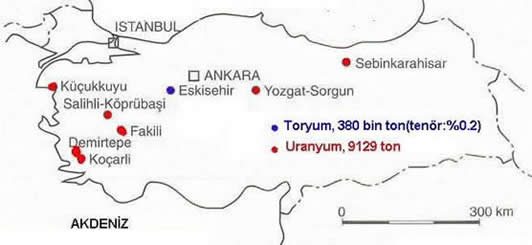 ISTANBUL
Sebinkarahisar
ANKARA
Küçukkuyu
Eskisehir
Yozgat-Sorgun
Salihli-Köprübaşi
Toryum, 380 bin ton(tenör:%0.2)
Fakili
Demirtepe
Uranyum, 9129 ton
Koçarli
AKDENİZ
0
300 km